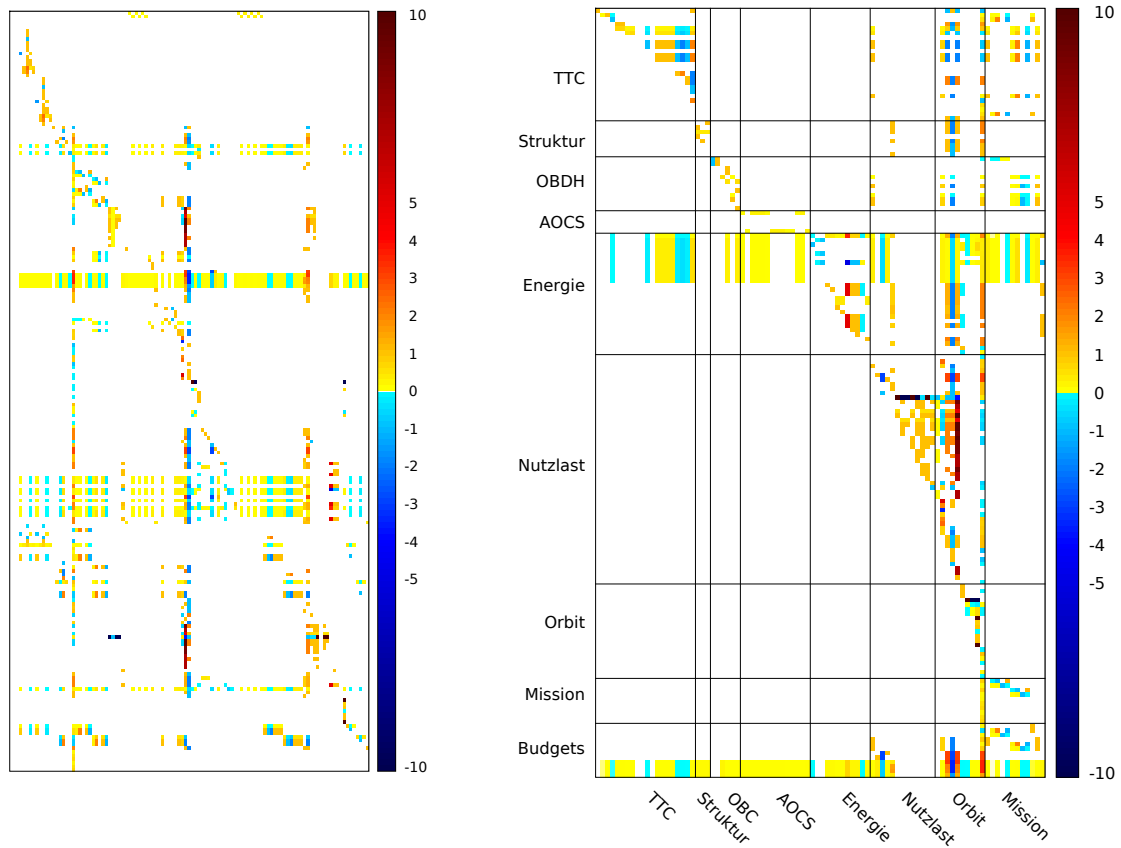 10
5
4
3
2
1
0
-1
-2
-3
-4
-5
-10
TTC
Struktur
OBDH
AOCS
Energie
Nutzlast
Orbit
Mission
Budgets
TTC
Struktur
OBC
AOCS
Energie
Nutzlast
Orbit
Mission
10
5
4
3
2
1
0
-1
-2
-3
-4
-5
-10